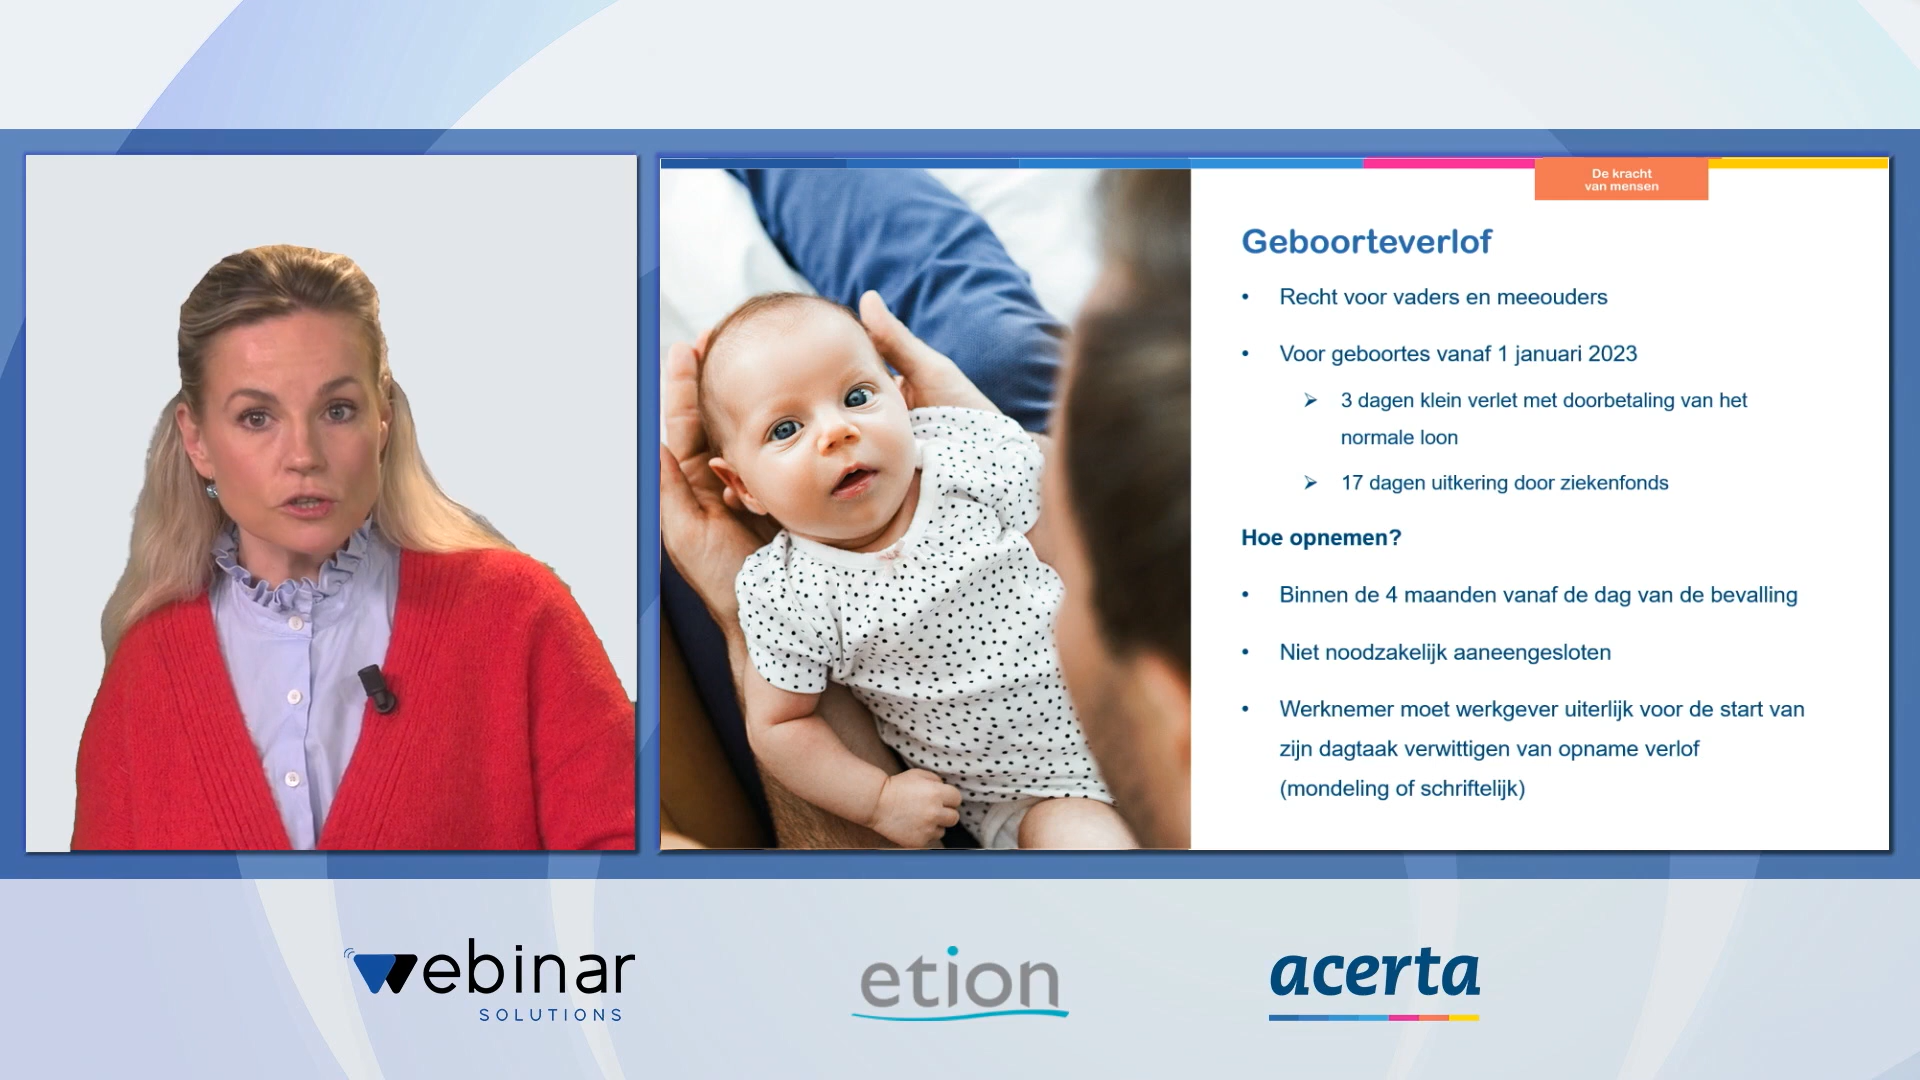 De kracht
van mensen
Geboorteverlof
• Recht voor vaders en meeouders
• Voor geboortes vanaf 1 januari 2023
➢ 3 dagen klein verlet met doorbetaling van het
normale loon
➢ 17 dagen uitkering door ziekenfonds
Hoe opnemen?
• Binnen de 4 maanden vanaf de dag van de bevalling
• Niet noodzakelijk aaneengesloten
• Werknemer moet werkgever uiterlijk voor de start van
zijn dagtaak verwittigen van opname verlof
(mondeling of schriftelijk)
webinar
SOLUTIONS
etion
acerta